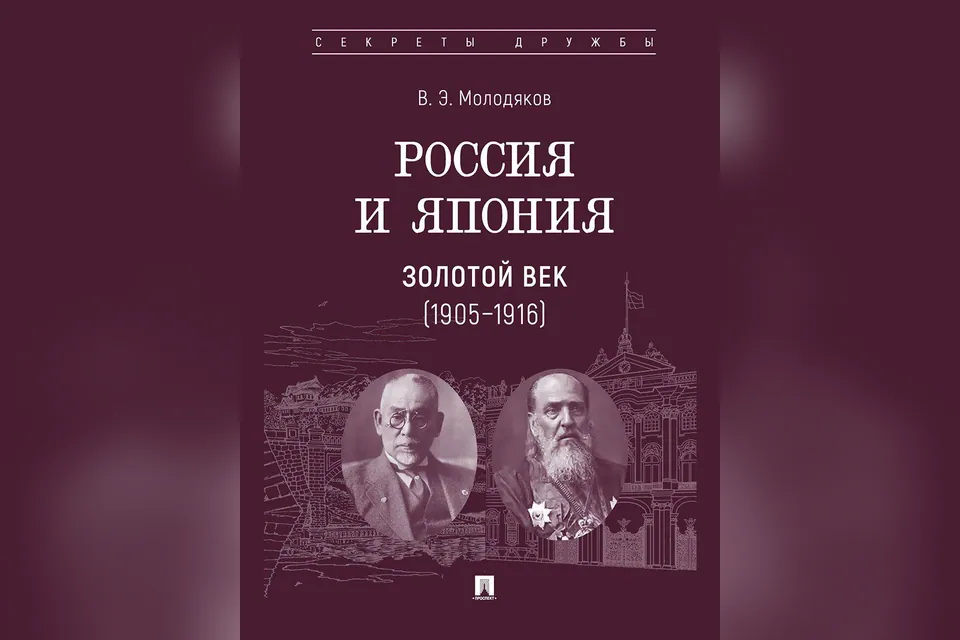 СЕКРЕТЫ ДРУЖБЫ
В. Э. Молодяков
РОССИЯ
И ЯПОНИЯ
ЗОЛОТОЙ ВЕК
(1905–1916)
•ПРОСПЕКТ•